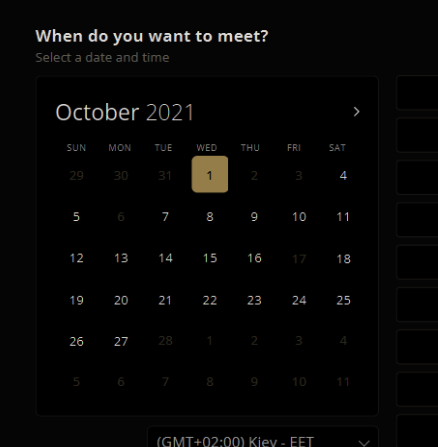 When do you want to meet?
Select a date and time
October 2021
SUN MON TUE WED THU FRI SAT
29 30 31 1 2 3 4
5 6 7 8 9 10 11
12 13 14 15 16 17 18
19 20 21 22 23 24 25
26 27 28 1 2 3 4
5 6 7 8 9 10 11
(GMT+02:00) Kiev - EET